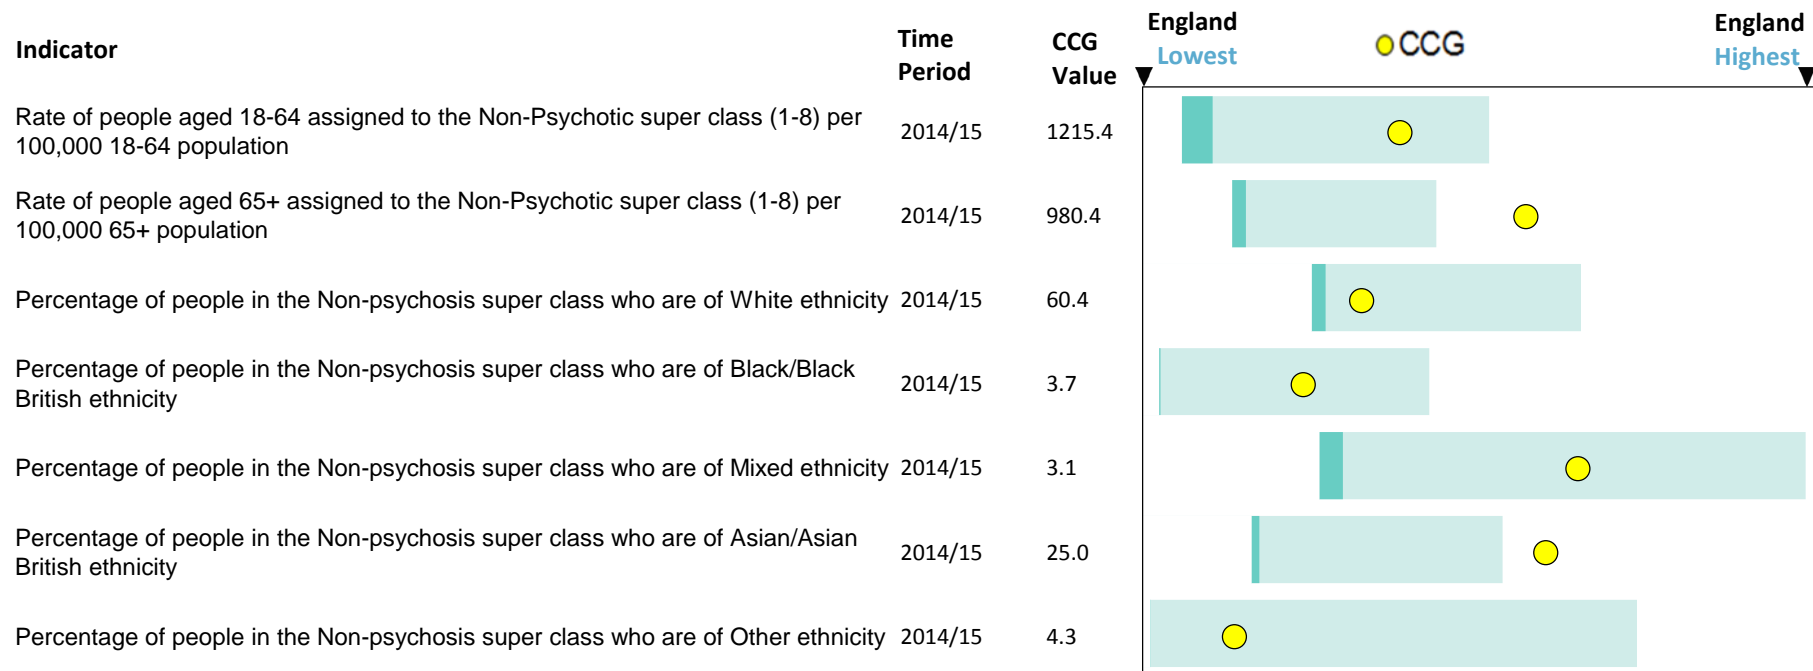 Indicator
Time
Period
CCG
Value
England
Lowest
CCG
England
Highest
Rate of people aged 18-64 assigned to the Non-Psychotic super class (1-8) per
100,000 18-64 population
2014/15
1215.4
Rate of people aged 65+ assigned to the Non-Psychotic super class (1-8) per
100,000 65+ population
2014/15
980.4
Percentage of people in the Non-psychosis super class who are of White ethnicity
2014/15
60.4
Percentage of people in the Non-psychosis super class who are of Black/Black
British ethnicity
2014/15
3.7
Percentage of people in the Non-psychosis super class who are of Mixed ethnicity
2014/15
3.1
Percentage of people in the Non-psychosis super class who are of Asian/Asian
British ethnicity
2014/15
25.0
Percentage of people in the Non-psychosis super class who are of Other ethnicity
2014/15
4.3